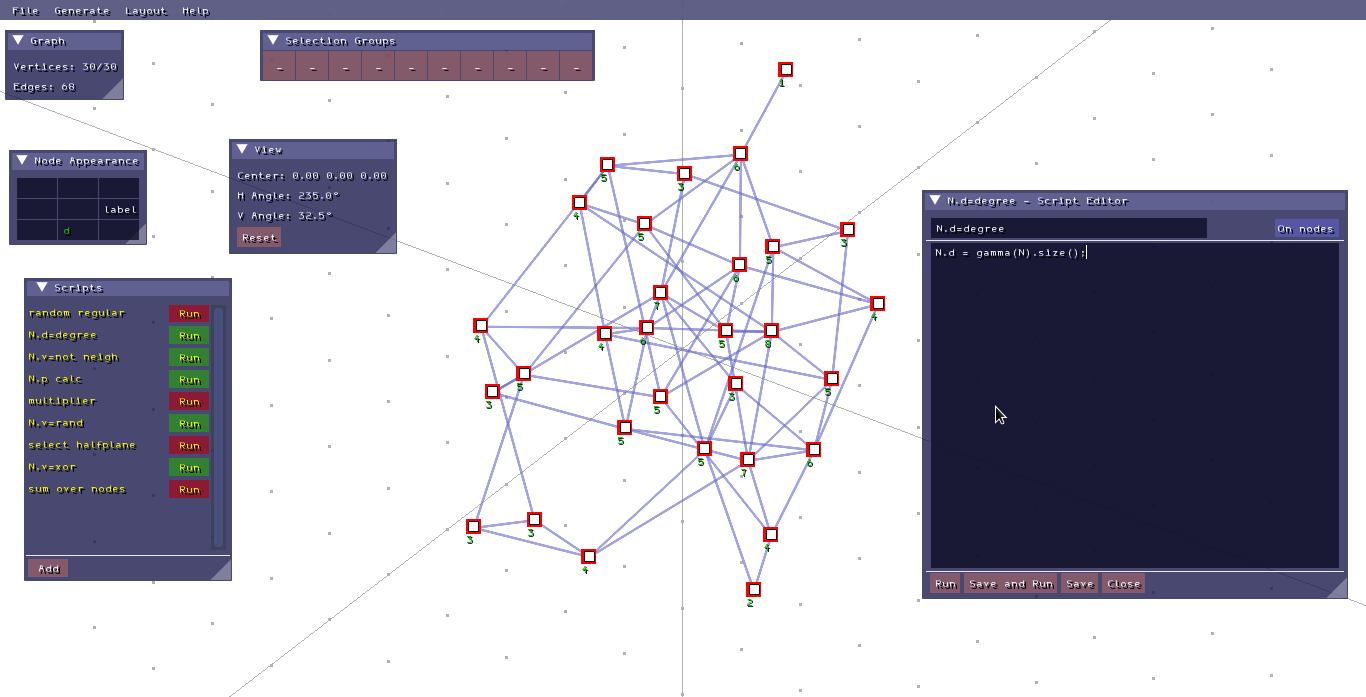 File Generate Layout Help
Graph
Vertices: 30/30
Edges: 68
Selection Groups
- - - - - - - - - -
Node Appearance
label
d
View
Center: 0.00 0.00 0.00
H Angle: 235.0°
V Angle: 32.5°
Reset
Scripts
random regular Run
N.d=degree Run
N.v=not neigh Run
N.p calc Run
multiplier Run
N.v=rand Run
select halfplane Run
N.v=xor Run
sum over nodes Run
Add
1
6
5
3
4
5
3
5
6
7
4
4
4
6
5
8
5
3
5
3
5
5
5
7
6
3
3
4
4
2
N.d=degree - Script Editor
N.d=degree On nodes
N.d = gamma(N).size();
Run Save and Run Save Close